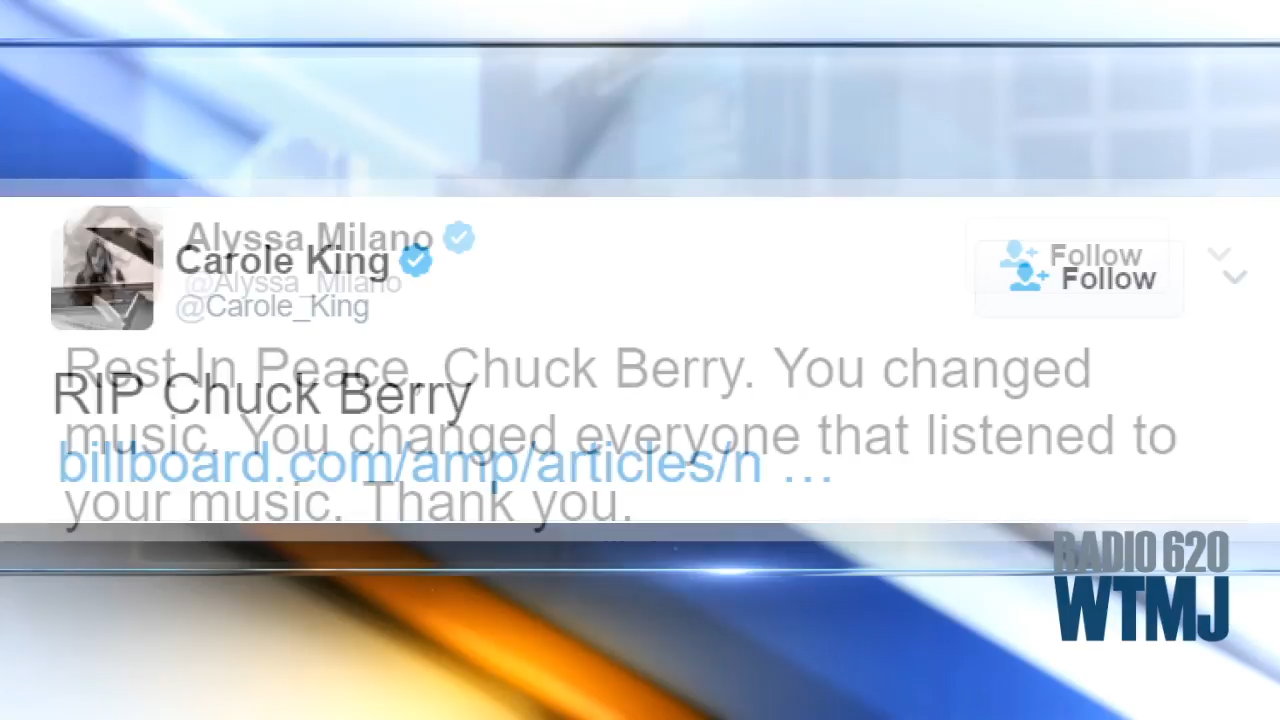 Alyssa Milano
@Alyssa_Milano
Follow
Rest In Peace, Chuck Berry. You changed
music. You changed everyone that listened to
your music. Thank you.
Carole King
@Carole_King
Follow
RIP Chuck Berry
billboard.com/amp/articles/n …
RADIO 620
WTMJ